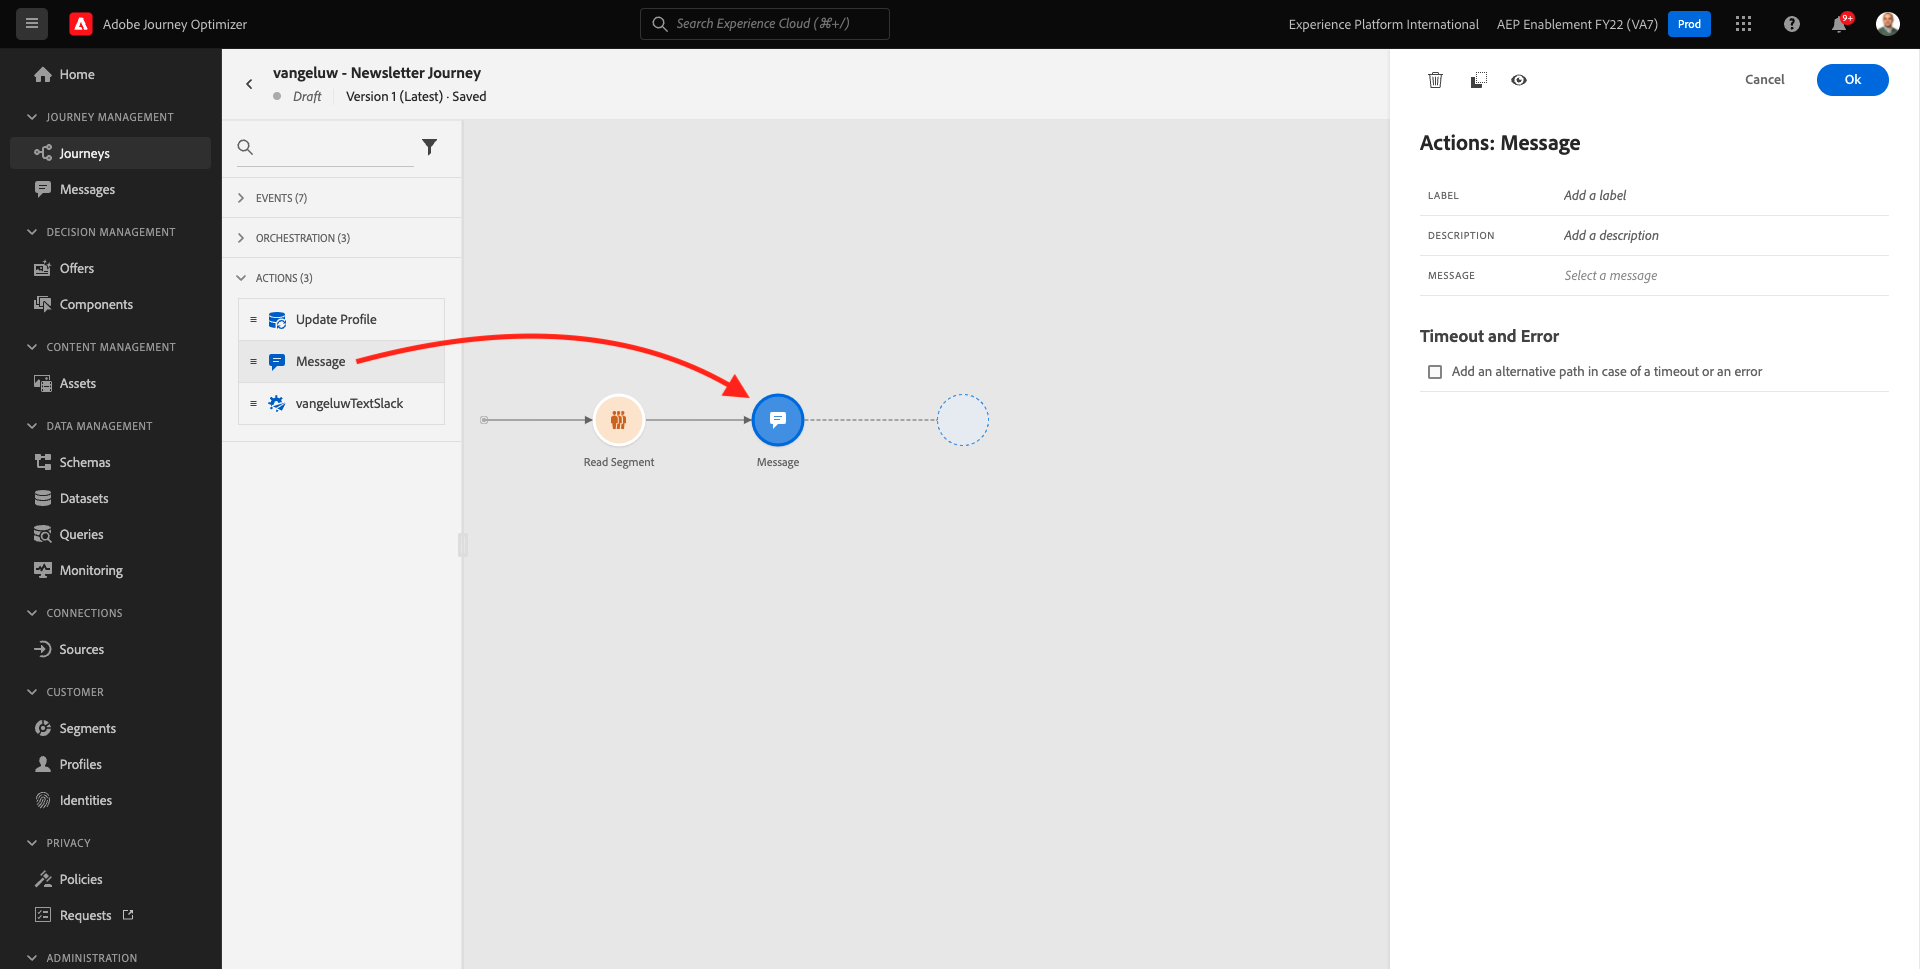 Adobe Journey Optimizer
Search Experience Cloud (⌘+/)
Experience Platform International
AEP Enablement FY22 (VA7)
Prod
9+
Home
JOURNEY MANAGEMENT
Journeys
Messages
DECISION MANAGEMENT
Offers
Components
CONTENT MANAGEMENT
Assets
DATA MANAGEMENT
Schemas
Datasets
Queries
Monitoring
CONNECTIONS
Sources
CUSTOMER
Segments
Profiles
Identities
PRIVACY
Policies
Requests
ADMINISTRATION
vangeluw - Newsletter Journey
Draft
Version 1 (Latest) · Saved
EVENTS (7)
ORCHESTRATION (3)
ACTIONS (3)
Update Profile
Message
vangeluwTextSlack
Read Segment
Message
Cancel
Ok
Actions: Message
LABEL Add a label
DESCRIPTION Add a description
MESSAGE Select a message
Timeout and Error
Add an alternative path in case of a timeout or an error